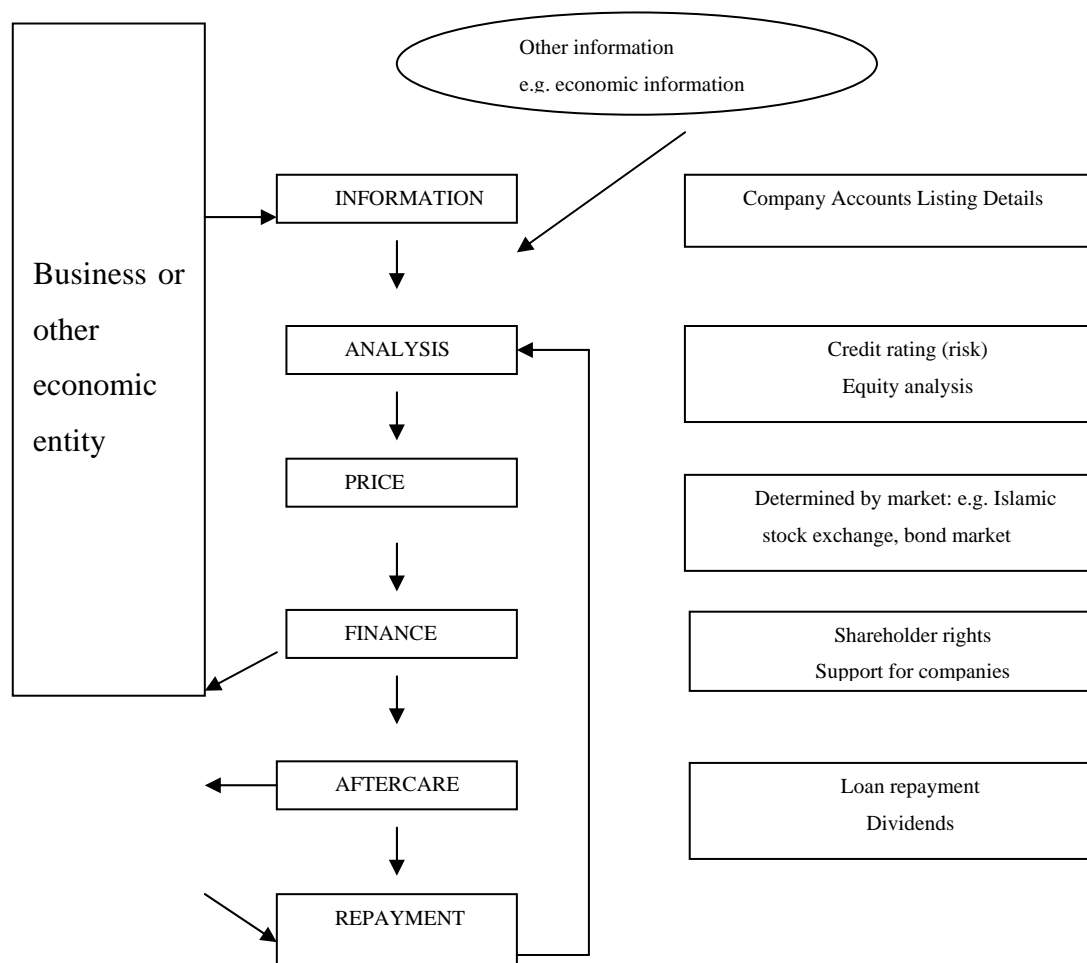 Other information
e.g. economic information
INFORMATION
Company Accounts Listing Details
Business or
other
economic
entity
ANALYSIS
Credit rating (risk)
Equity analysis
PRICE
Determined by market: e.g. Islamic
stock exchange, bond market
FINANCE
Shareholder rights
Support for companies
AFTERCARE
Loan repayment
Dividends
REPAYMENT